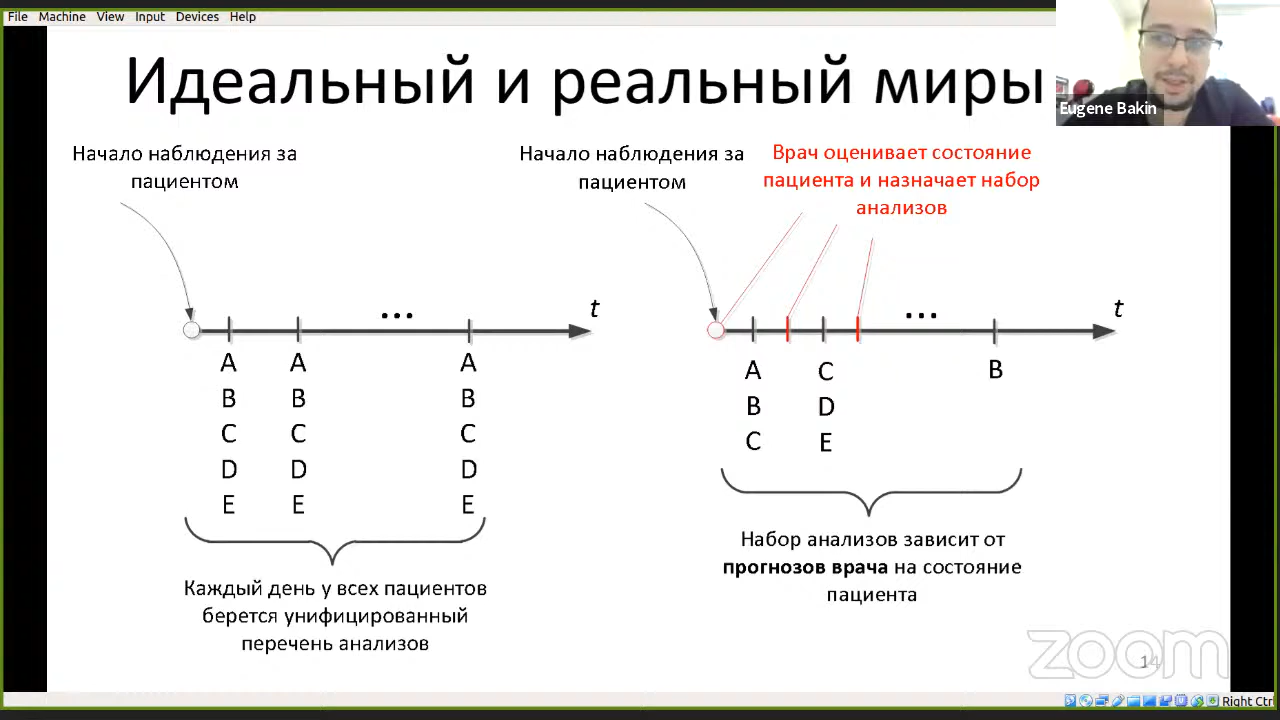 File Machine View Input Devices Help
Идеальный и реальный миры
Eugene Bakin
Начало наблюдения за
пациентом
Начало наблюдения за
пациентом
Врач оценивает состояние
пациента и назначает набор
анализов
... t
A A A
B B B
C C C
D D D
E E E
Каждый день у всех пациентов
берется унифицированный
перечень анализов
... t
A C B
B D
C E
Набор анализов зависит от
прогнозов врача на состояние
пациента
zoom
14
Right Ctrl